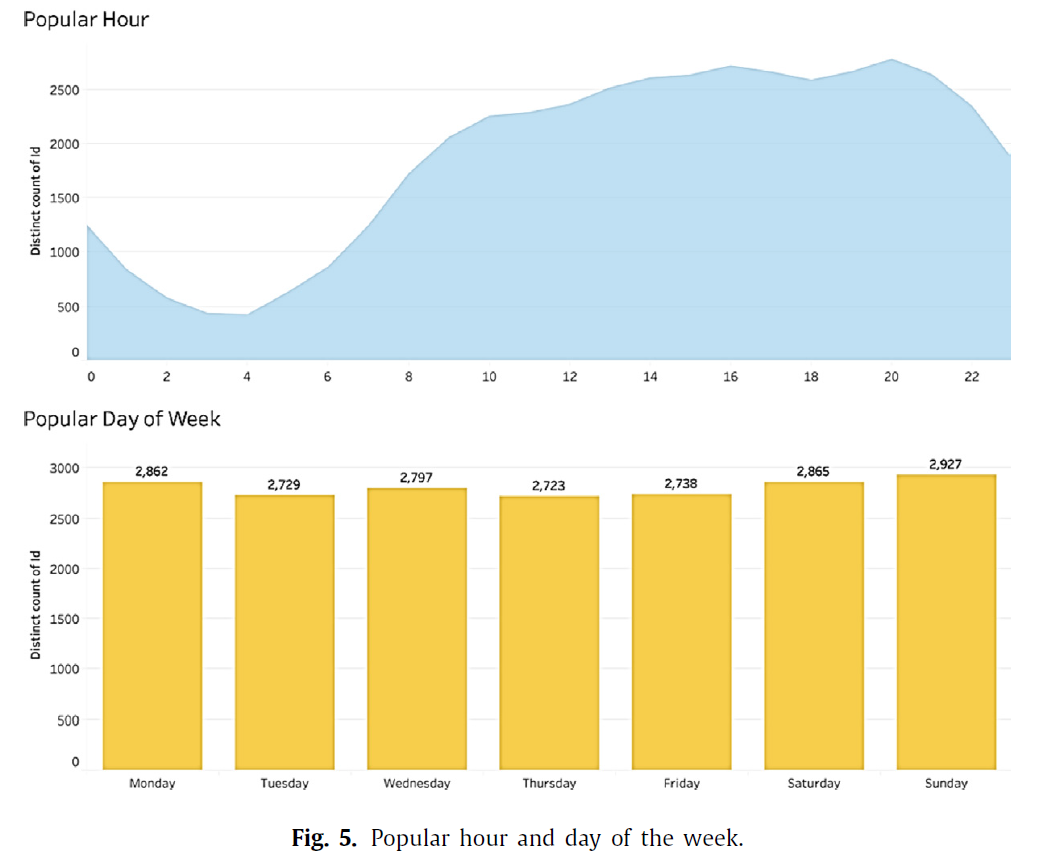 Popular Hour
Distinct count of Id
2500
2000
1500
1000
500
0
0 2 4 6 8 10 12 14 16 18 20 22
Popular Day of Week
Distinct count of Id
3000
2500
2000
1500
1000
500
0
2,862 2,729 2,797 2,723 2,738 2,865 2,927
Monday Tuesday Wednesday Thursday Friday Saturday Sunday
Fig. 5. Popular hour and day of the week.